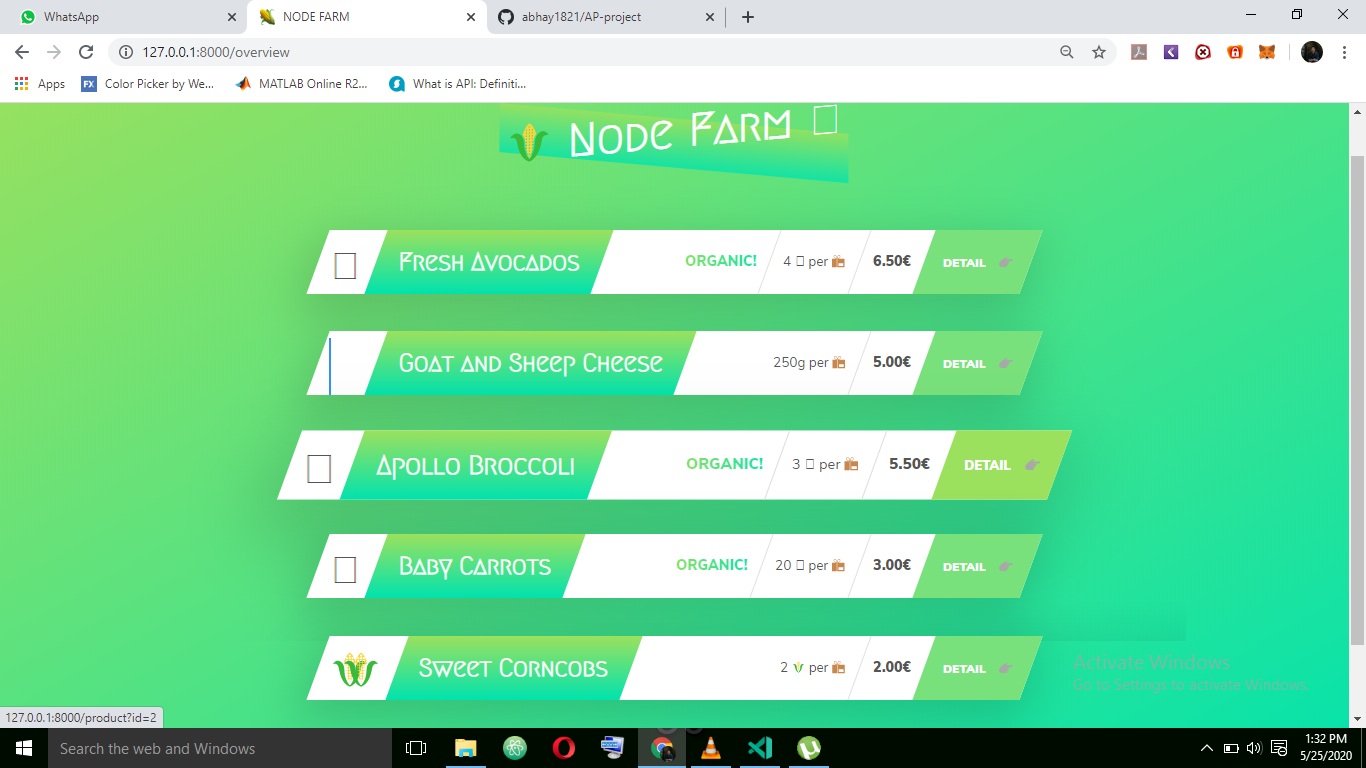 WhatsApp
NODE FARM
abhay1821/AP-project
127.0.0.1:8000/overview
Apps
Color Picker by We...
MATLAB Online R2...
What is API: Definiti...
🌽 Node Farm
Fresh Avocados ORGANIC! 4 per 6.50€ DETAIL
Goat and Sheep Cheese 250g per 5.00€ DETAIL
Apollo Broccoli ORGANIC! 3 per 5.50€ DETAIL
Baby Carrots ORGANIC! 20 per 3.00€ DETAIL
Sweet Corncobs 2 🌽 per 2.00€ DETAIL
Activate Windows
Go to Settings to activate Windows.
127.0.0.1:8000/product?id=2
Search the web and Windows
1:32 PM
5/25/2020